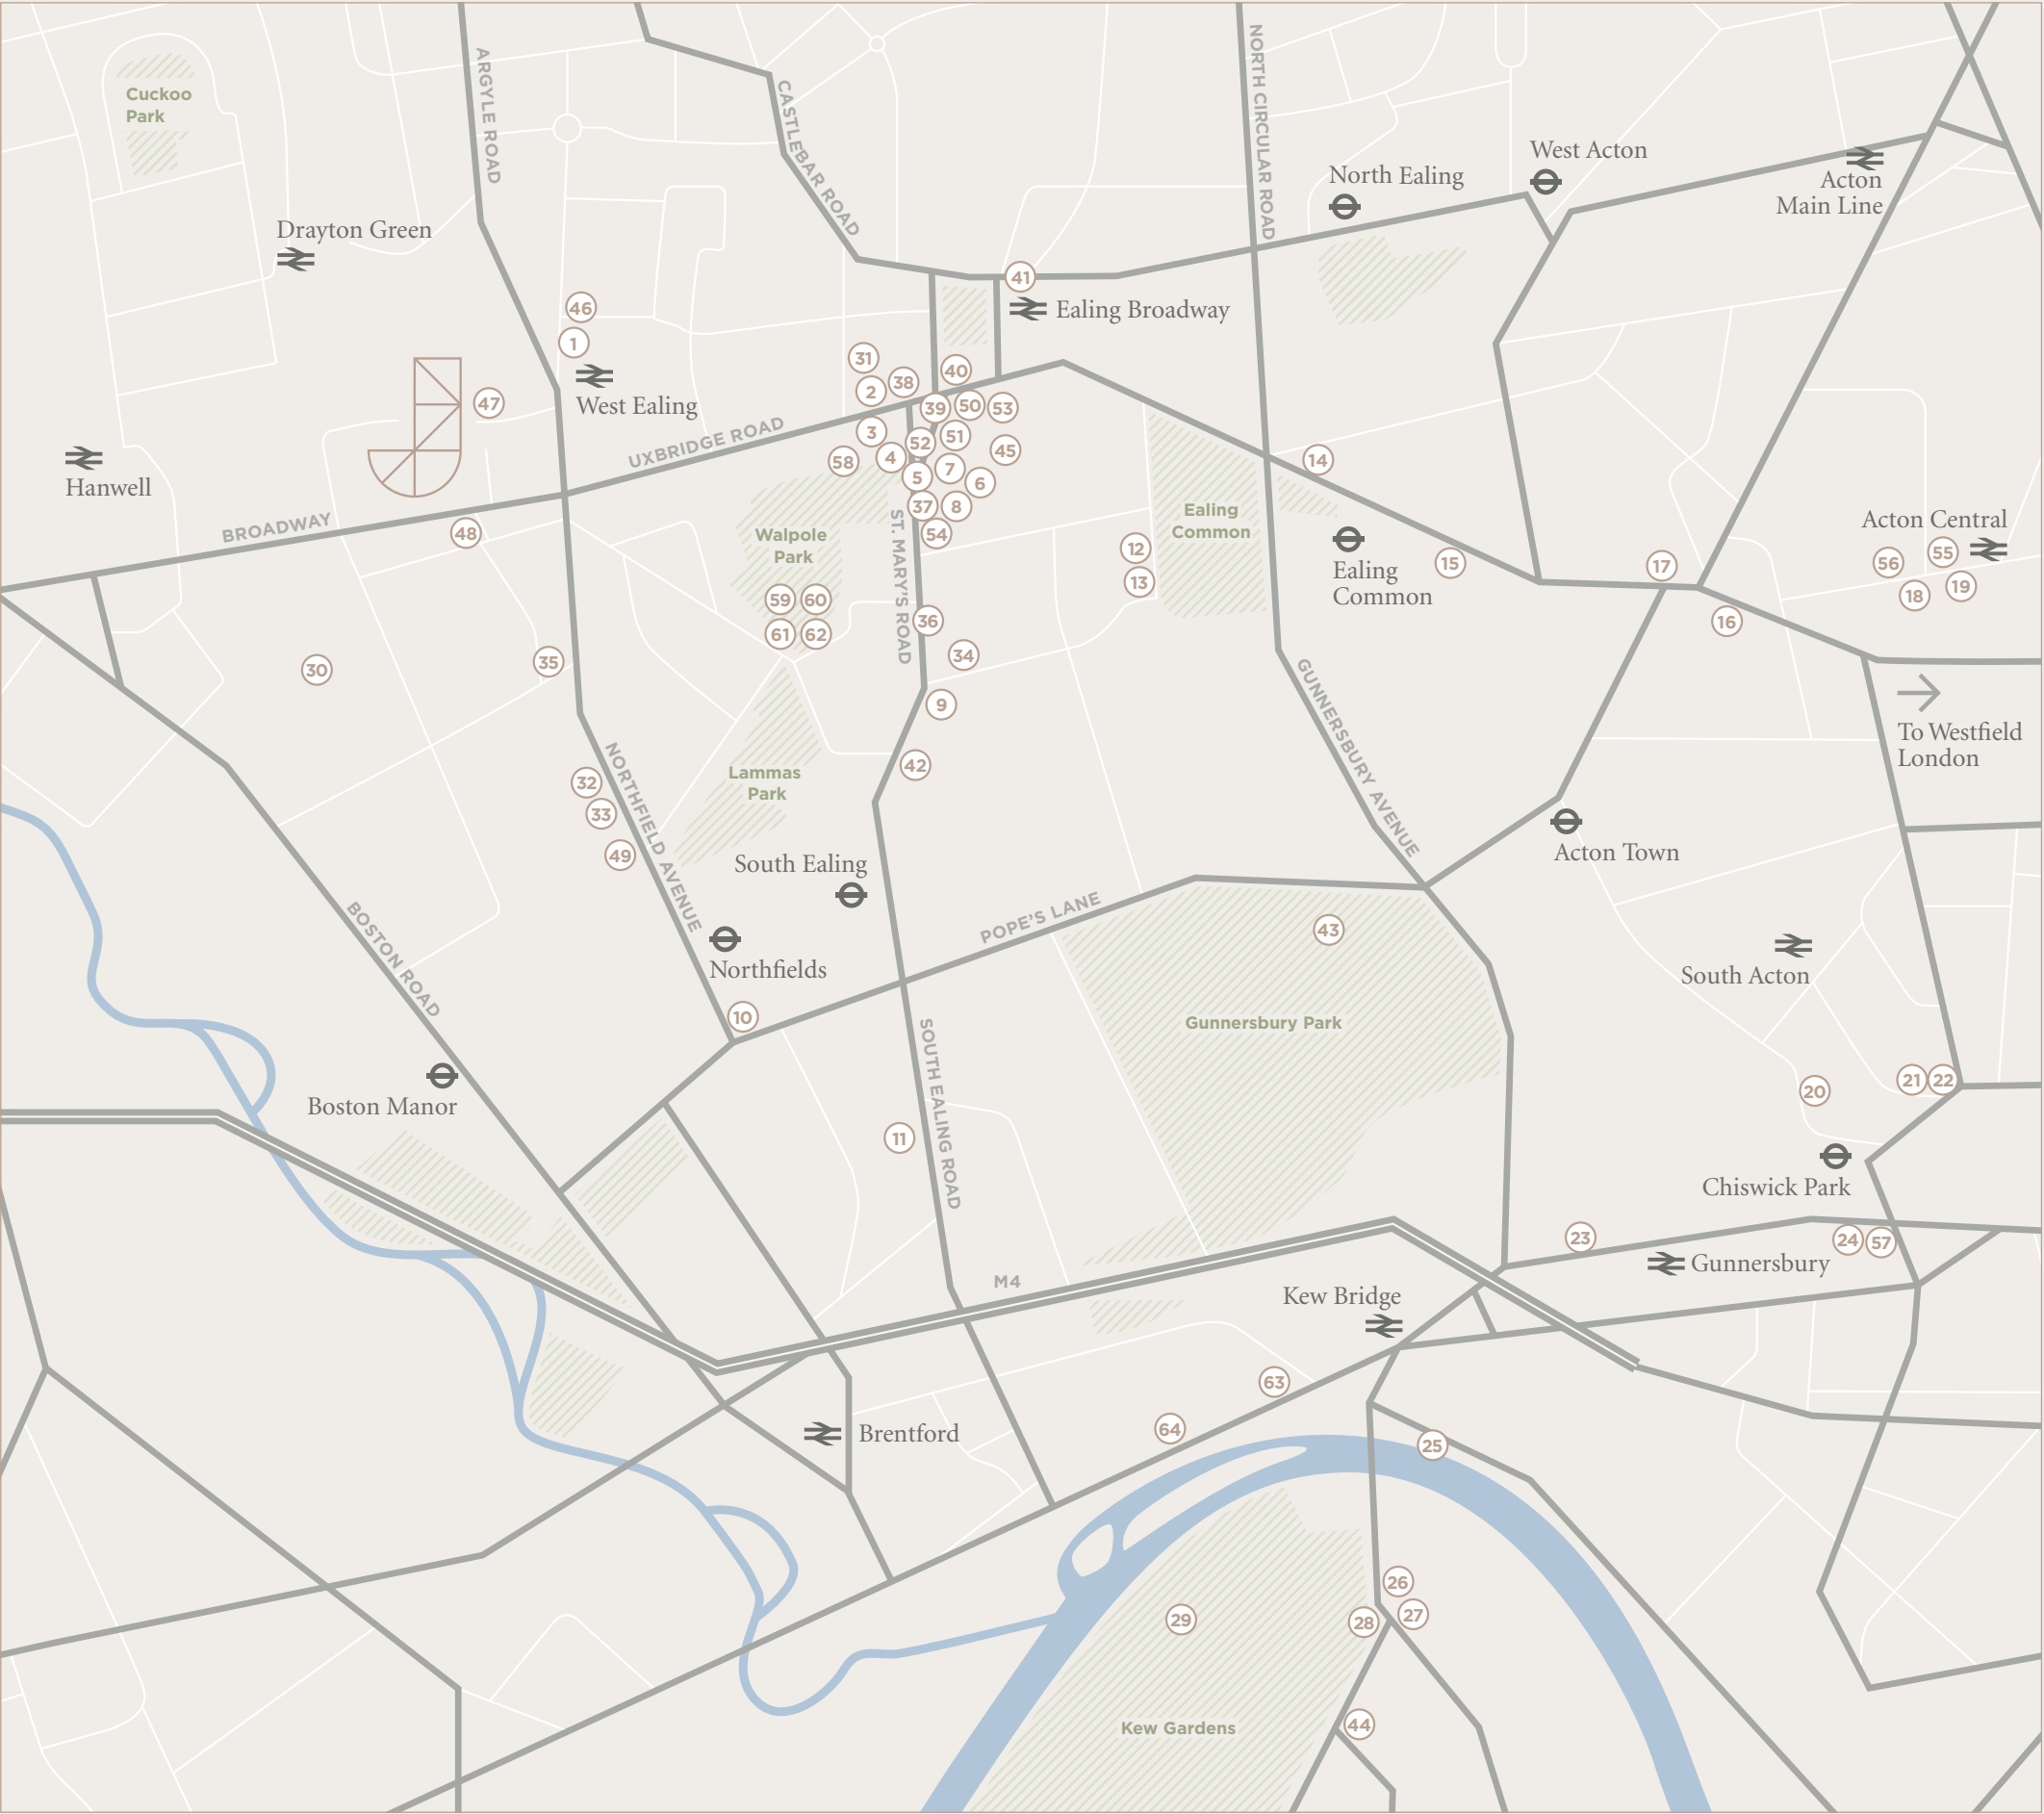 Cuckoo
Park
ARGYLE ROAD
CASTLEBAR ROAD
NORTH CIRCULAR ROAD
West Acton
North Ealing
Acton
Main Line
Drayton Green
41
Ealing Broadway
46
1
31
40
38
2
West Ealing
47
39
50
53
UXBRIDGE ROAD
3
52
51
45
58
4
7
5
6
14
Hanwell
37
8
54
Ealing
Common
BROADWAY
48
Walpole
Park
ST. MARY'S ROAD
12
13
Ealing
Common
15
17
Acton Central
56
55
18
19
16
59
60
61
62
36
34
30
35
9
GUNNERSBURY AVENUE
To Westfield
London
42
32
33
49
NORTHFIELD AVENUE
Lammas
Park
South Ealing
Acton Town
BOSTON ROAD
POPE'S LANE
43
Northfields
South Acton
10
Gunnersbury Park
SOUTH EALING ROAD
Boston Manor
11
20
21
22
Chiswick Park
23
24
57
Gunnersbury
M4
Kew Bridge
63
64
Brentford
25
26
27
28
29
Kew Gardens
44